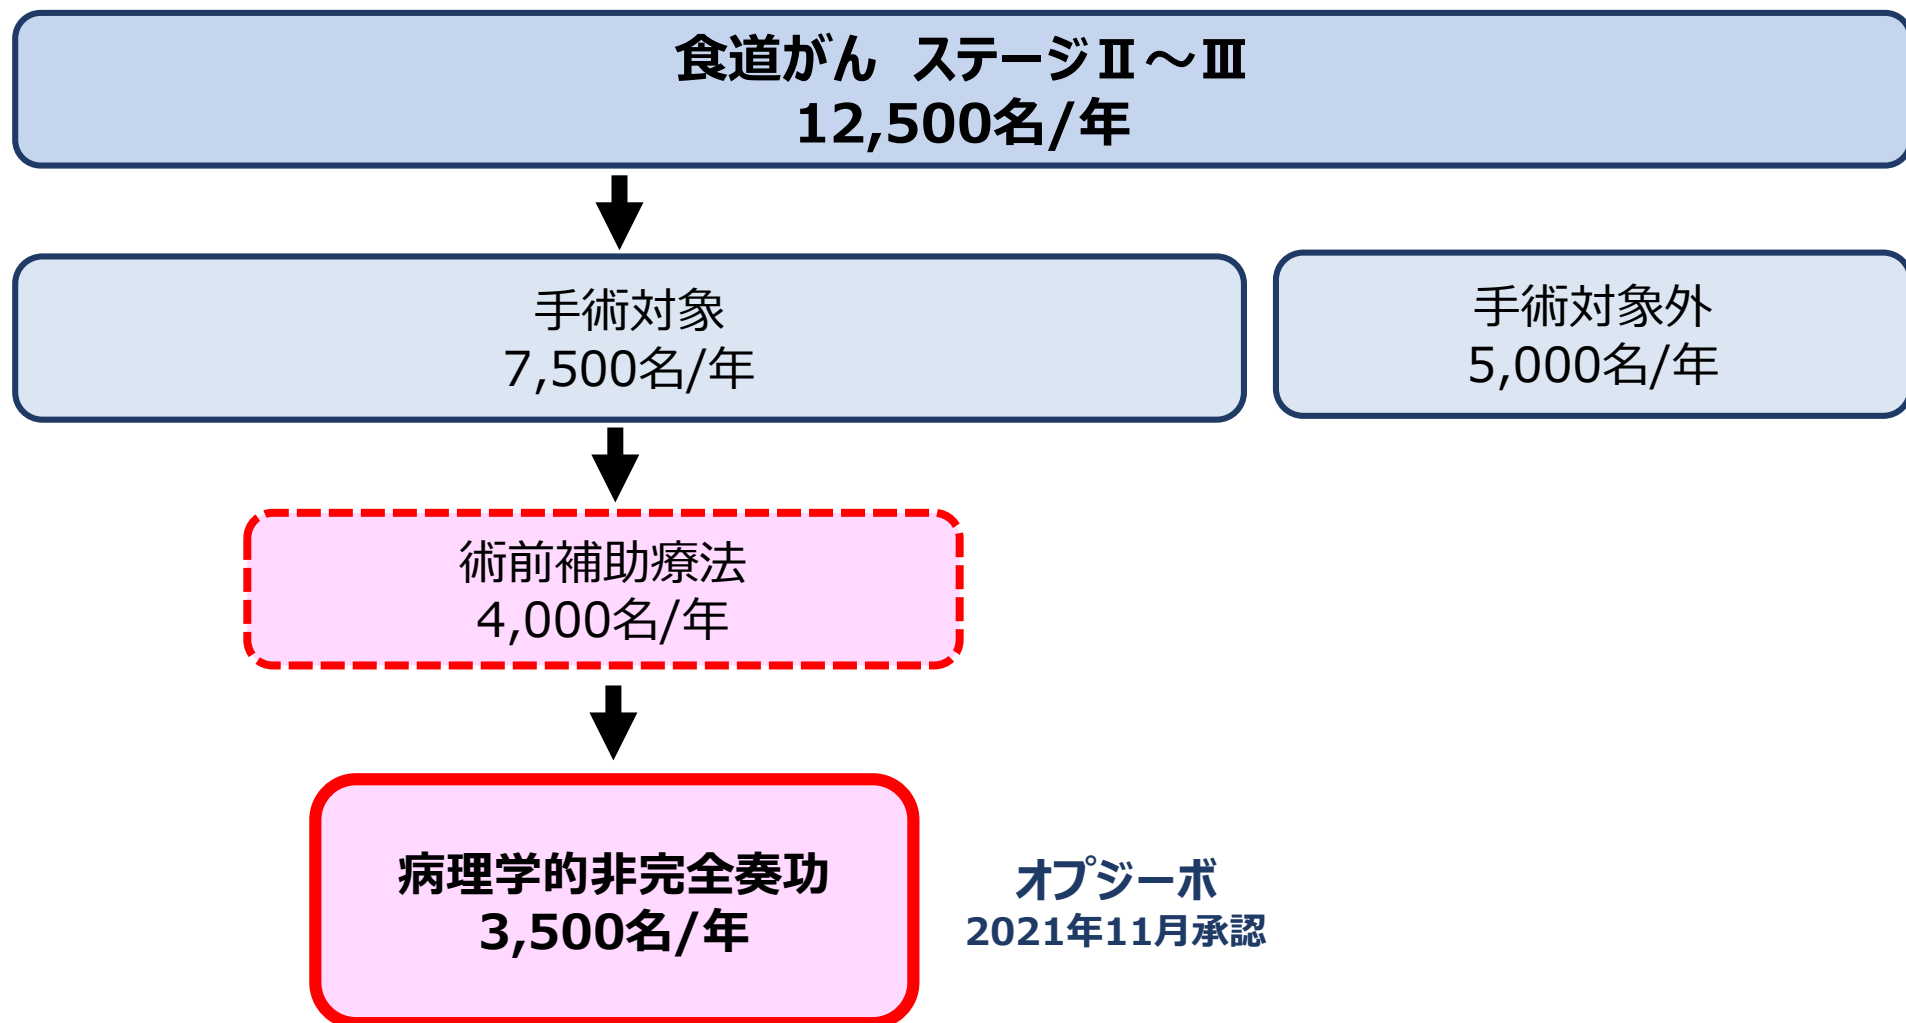 食道がん ステージⅡ～Ⅲ
12,500名/年
手術対象
7,500名/年
手術対象外
5,000名/年
術前補助療法
4,000名/年
病理学的非完全奏功
3,500名/年
オプジーボ
2021年11月承認